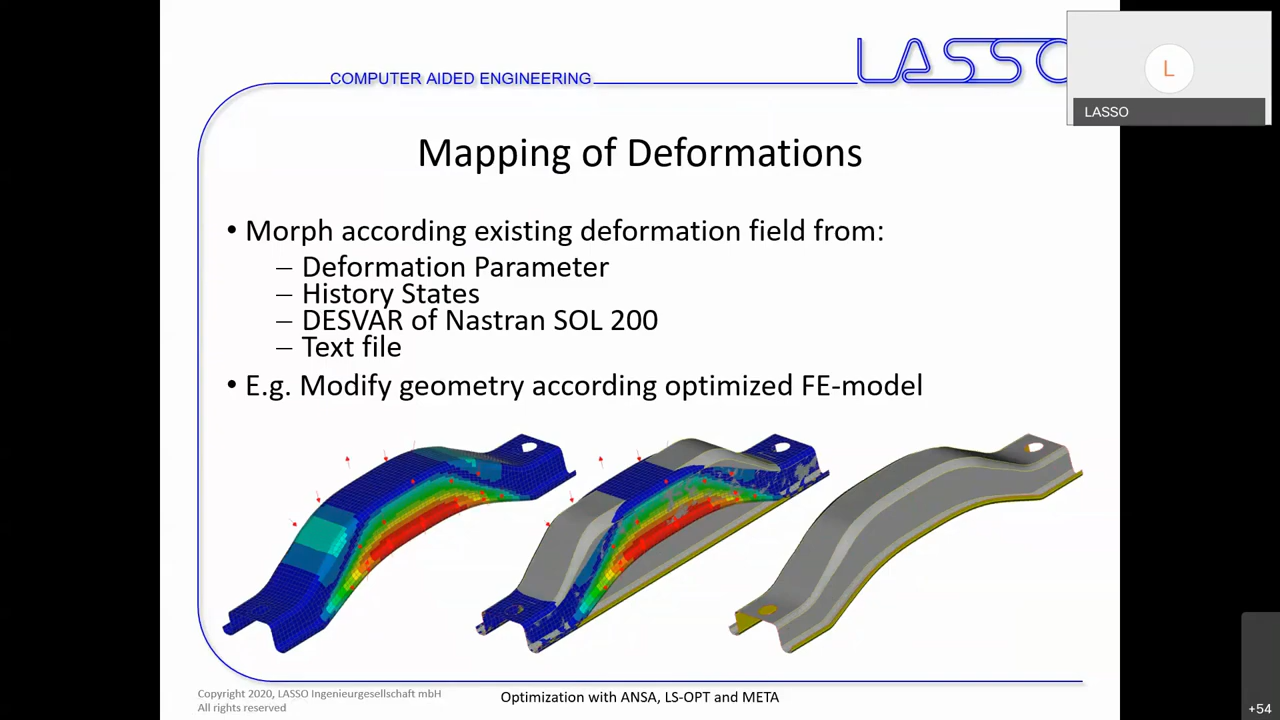 LASSO
COMPUTER AIDED ENGINEERING
L
LASSO
Mapping of Deformations
• Morph according existing deformation field from:
– Deformation Parameter
– History States
– DESVAR of Nastran SOL 200
– Text file
• E.g. Modify geometry according optimized FE-model
Copyright 2020, LASSO Ingenieurgesellschaft mbH
All rights reserved
Optimization with ANSA, LS-OPT and META
+54